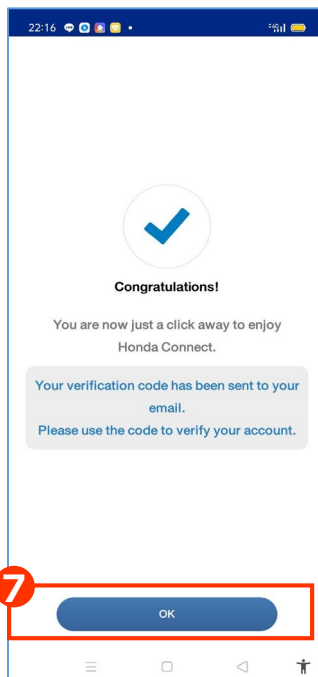 22:16
Congratulations!
You are now just a click away to enjoy
Honda Connect.
Your verification code has been sent to your
email.
Please use the code to verify your account.
7
OK